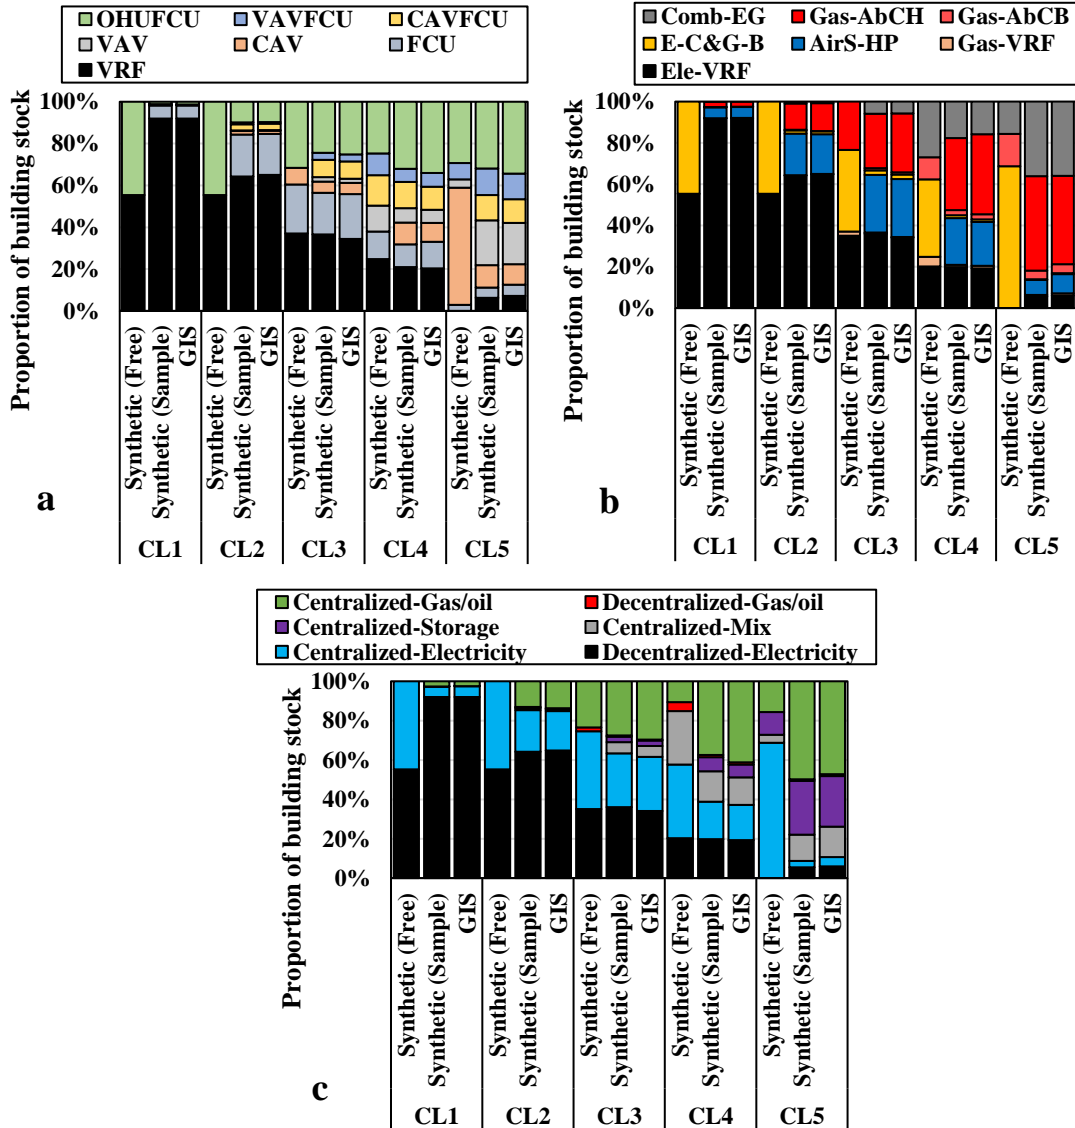 OHUFCU VAVFCU CAVFCU
VAV CAV FCU
VRF
100%
80%
60%
40%
20%
0%
Proportion of building stock
Synthetic (Free)
Synthetic (Sample)
GIS
Synthetic (Free)
Synthetic (Sample)
GIS
Synthetic (Free)
Synthetic (Sample)
GIS
Synthetic (Free)
Synthetic (Sample)
GIS
Synthetic (Free)
Synthetic (Sample)
GIS
CL1 CL2 CL3 CL4 CL5
a
Comb-EG Gas-AbCH Gas-AbCB
E-C&G-B AirS-HP Gas-VRF
Ele-VRF
100%
80%
60%
40%
20%
0%
Proportion of building stock
Synthetic (Free)
Synthetic (Sample)
GIS
Synthetic (Free)
Synthetic (Sample)
GIS
Synthetic (Free)
Synthetic (Sample)
GIS
Synthetic (Free)
Synthetic (Sample)
GIS
Synthetic (Free)
Synthetic (Sample)
GIS
CL1 CL2 CL3 CL4 CL5
b
Centralized-Gas/oil Decentralized-Gas/oil
Centralized-Storage Centralized-Mix
Centralized-Electricity Decentralized-Electricity
100%
80%
60%
40%
20%
0%
Proportion of building stock
Synthetic (Free)
Synthetic (Sample)
GIS
Synthetic (Free)
Synthetic (Sample)
GIS
Synthetic (Free)
Synthetic (Sample)
GIS
Synthetic (Free)
Synthetic (Sample)
GIS
Synthetic (Free)
Synthetic (Sample)
GIS
CL1 CL2 CL3 CL4 CL5
c